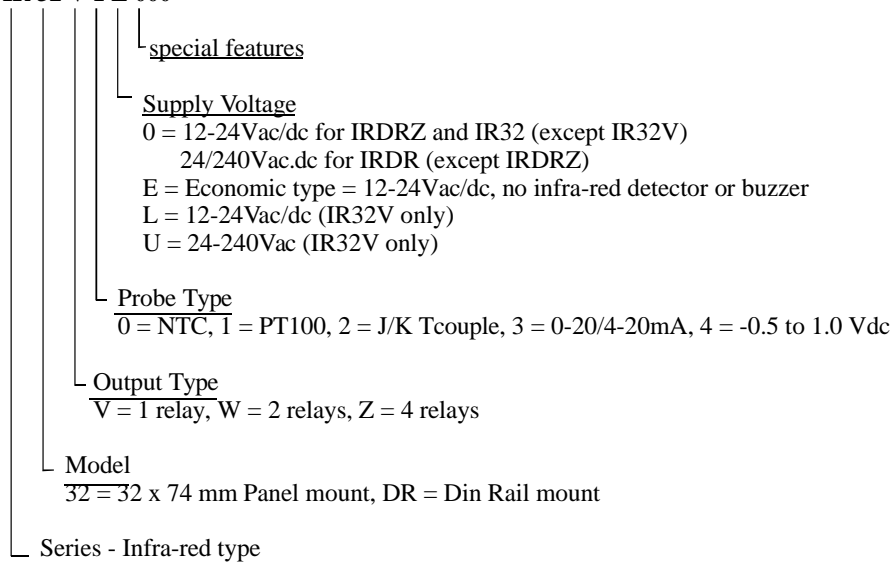 special features
Supply Voltage
0 = 12-24Vac/dc for IRDRZ and IR32 (except IR32V)
24/240Vac.dc for IRDR (except IRDRZ)
E = Economic type = 12-24Vac/dc, no infra-red detector or buzzer
L = 12-24Vac/dc (IR32V only)
U = 24-240Vac (IR32V only)
Probe Type
0 = NTC, 1 = PT100, 2 = J/K Tcouple, 3 = 0-20/4-20mA, 4 = -0.5 to 1.0 Vdc
Output Type
V = 1 relay, W = 2 relays, Z = 4 relays
Model
32 = 32 x 74 mm Panel mount, DR = Din Rail mount
Series - Infra-red type